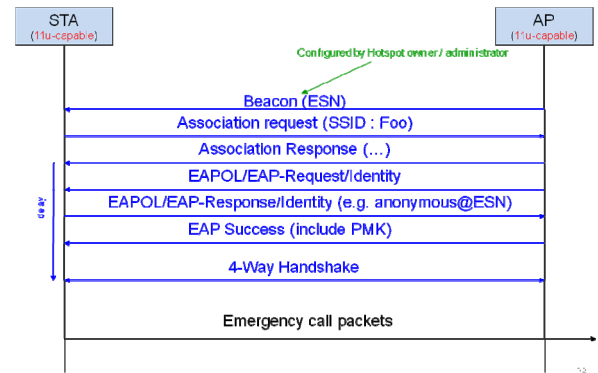 STA
(11u-capable)
AP
(11u-capable)
Configured by Hotspot owner / administrator
Beacon (ESN)
Association request (SSID : Foo)
Association Response (…)
EAPOL/EAP-Request/Identity
EAPOL/EAP-Response/Identity (e.g. anonymous@ESN)
EAP Success (include PMK)
4-Way Handshake
delay
Emergency call packets